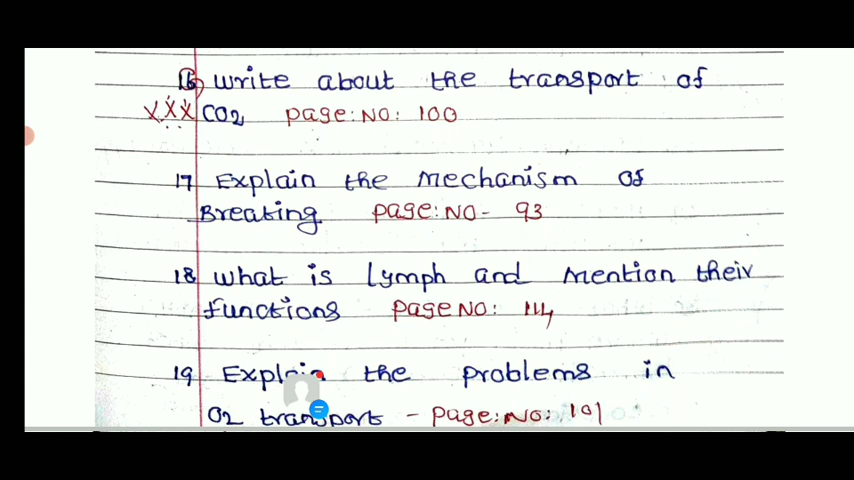 16 Write about the transport of
XXX CO2 page:NO: 100
17 Explain the mechanism of
Breating page:NO- 93
18 What is Lymph and mention their
functions page NO: 114
19 Explain the problems in
O2 transport - page:NO: 101